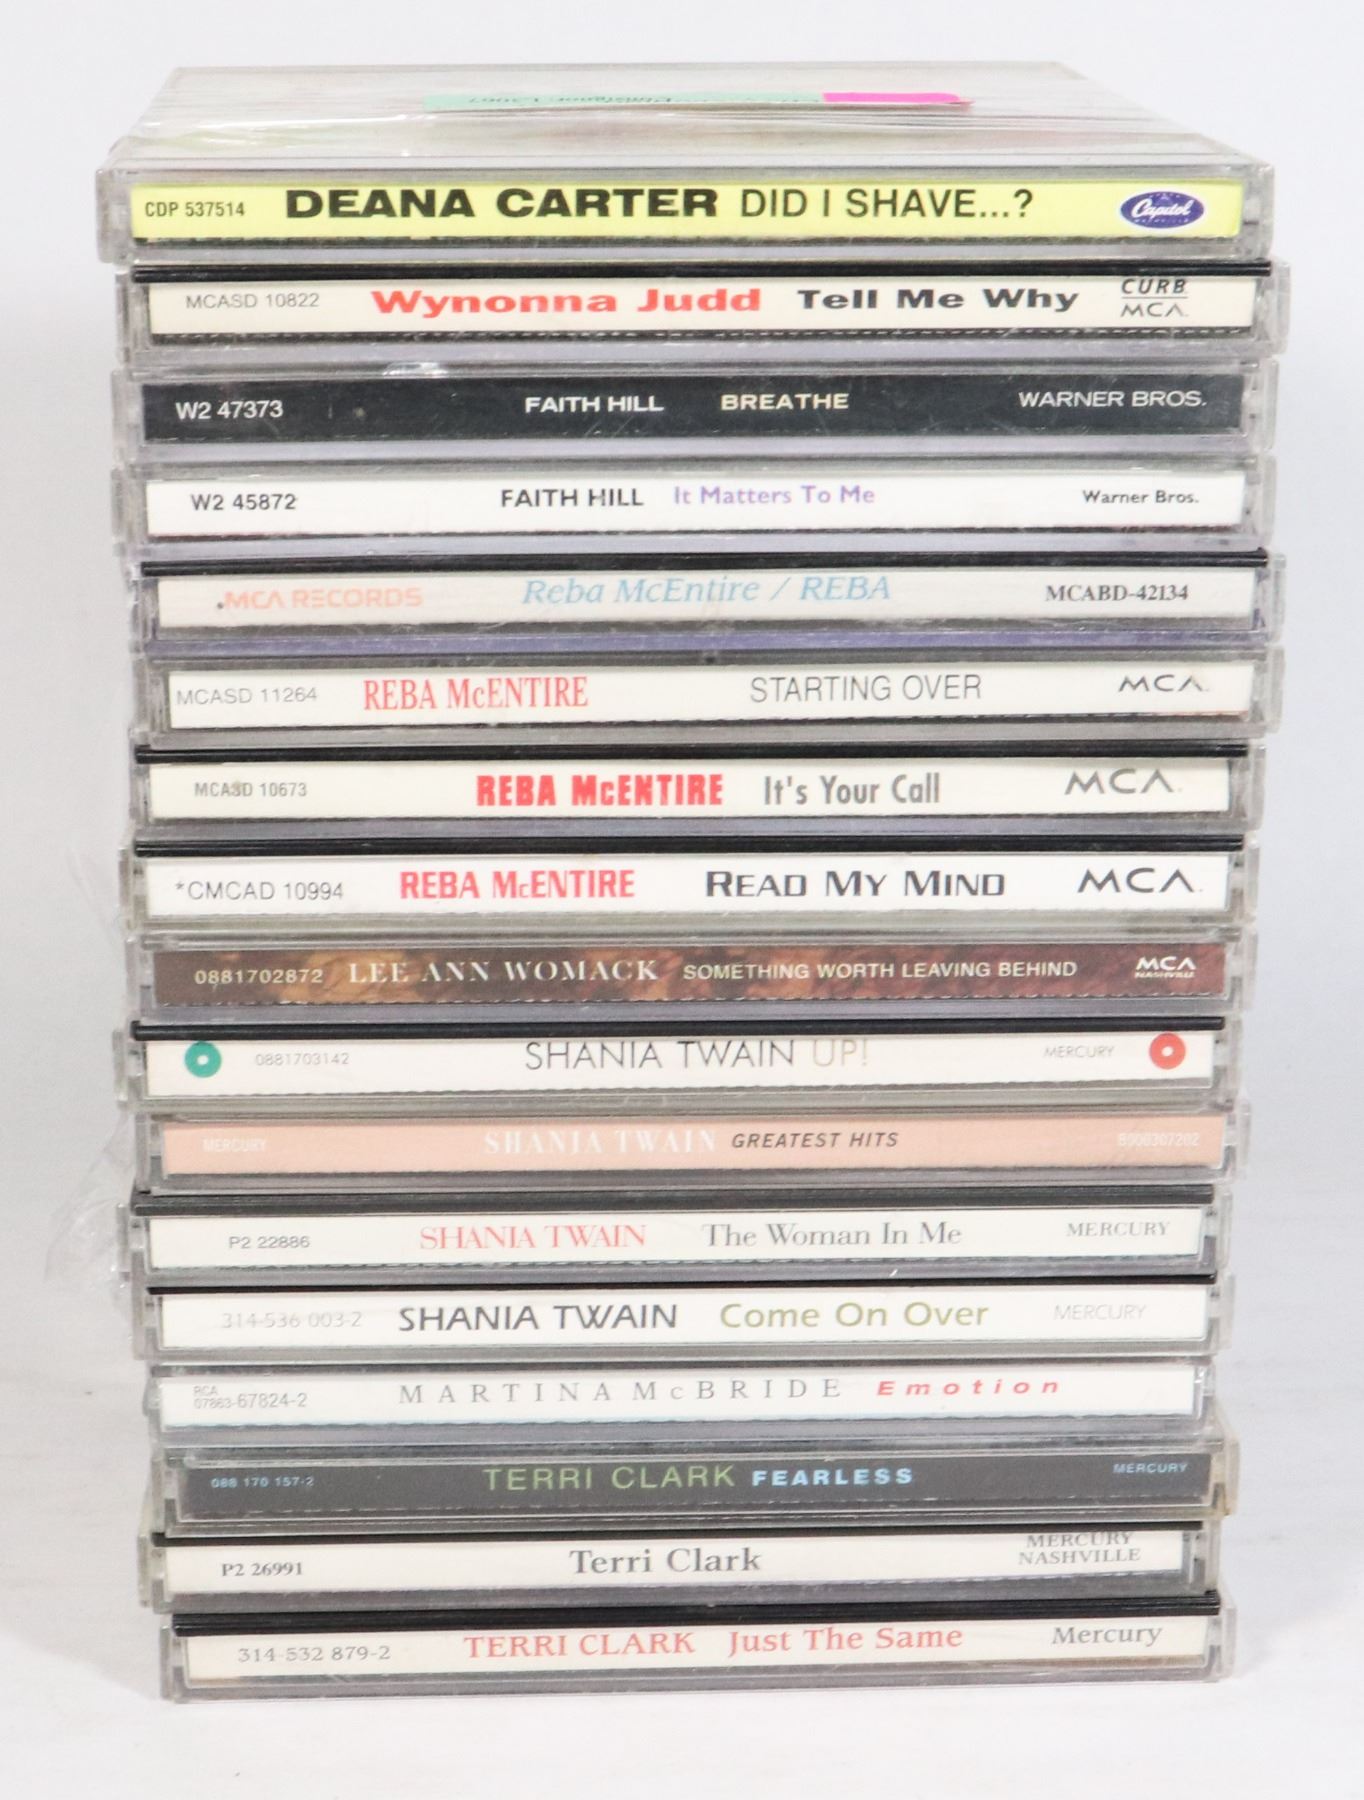 CDP 537514 DEANA CARTER DID I SHAVE...? Capitol
MCASD 10822 Wynonna Judd Tell Me Why CURB MCA.
W2 47373 FAITH HILL BREATHE WARNER BROS.
W2 45872 FAITH HILL It Matters To Me Warner Bros.
.MCA RECORDS Reba McEntire / REBA MCABD-42134
MCASD 11264 REBA McENTIRE STARTING OVER MCA.
MCASD 10673 REBA McENTIRE It's Your Call MCA.
*CMCAD 10994 REBA McENTIRE READ MY MIND MCA.
0881702872 LEE ANN WOMACK SOMETHING WORTH LEAVING BEHIND MCA NASHVILLE
0881703142 SHANIA TWAIN UP! MERCURY
MERCURY SHANIA TWAIN GREATEST HITS B000307202
P2 22886 SHANIA TWAIN The Woman In Me MERCURY
314-536 003-2 SHANIA TWAIN Come On Over MERCURY
RCA 07863-67824-2 MARTINA McBRIDE Emotion
088 170 157-2 TERRI CLARK FEARLESS MERCURY
P2 26991 Terri Clark MERCURY NASHVILLE
314-532 879-2 TERRI CLARK Just The Same Mercury